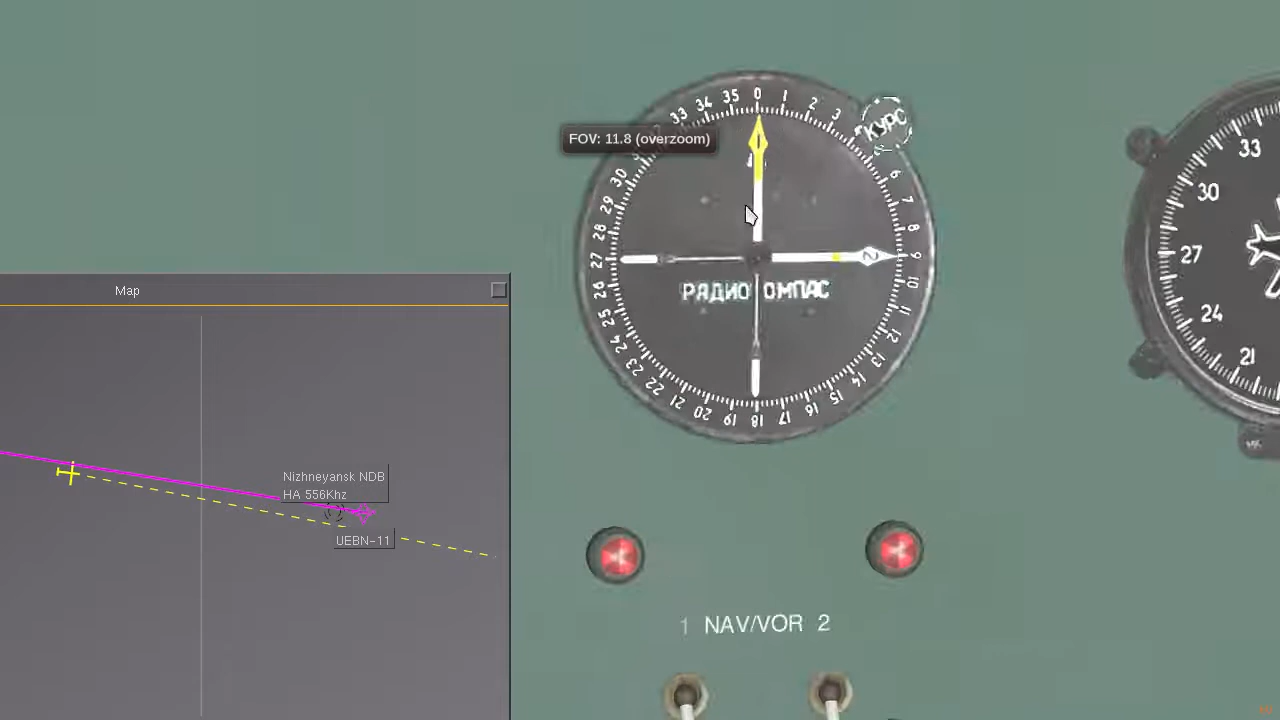 FOV: 11.8 (overzoom)
33 34 35 0 1 2 3
КУРС
30 29 28 27 26 25 24 23 22 21 20 19 18 17 16 15 14 13 12 11 10 9 8 7 6
1
2
РАДИО ОМПАС
33
30
27
24
21
Map
Nizhneyansk NDB
HA 556Khz
UEBN-11
1 NAV/VOR 2